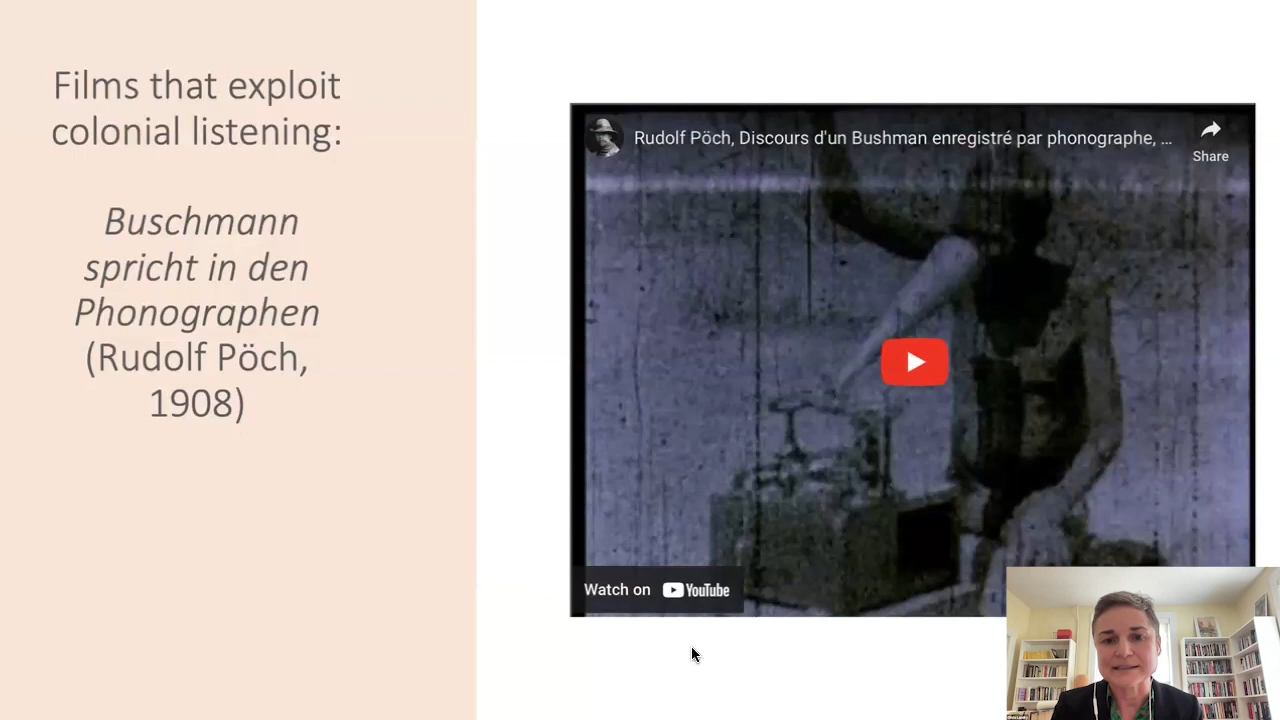 Films that exploit
colonial listening:
Buschmann
spricht in den
Phonographen
(Rudolf Pöch,
1908)
Rudolf Pöch, Discours d'un Bushman enregistré par phonographe, ...
Share
Watch on YouTube